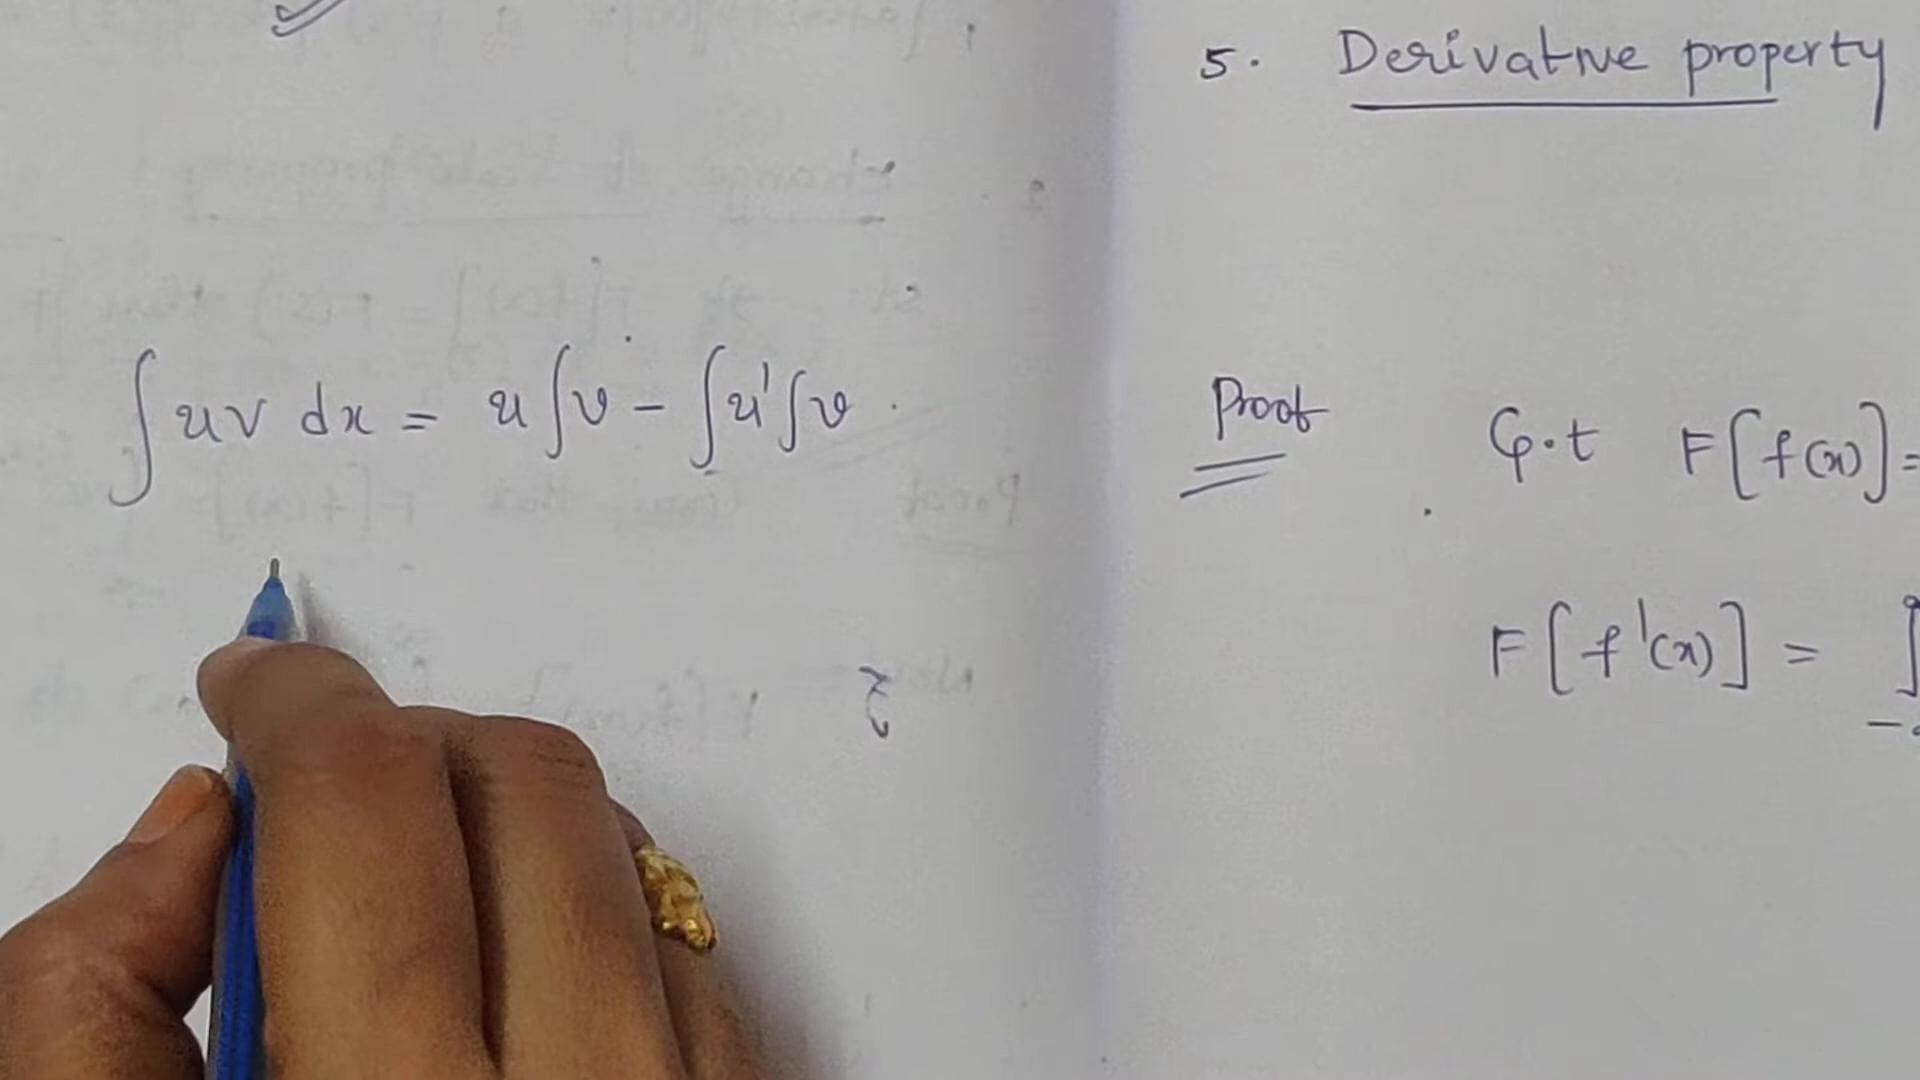 ∫ uv dx = u ∫v - ∫u'∫v
5. Derivative property
Proof G.t F[f(x)] =
F[f'(x)] = ∫